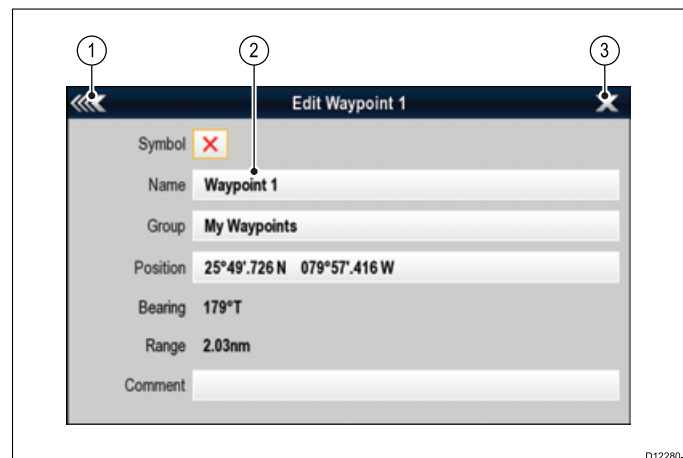 1 2 3
Edit Waypoint 1
Symbol
Name Waypoint 1
Group My Waypoints
Position 25°49'.726 N 079°57'.416 W
Bearing 179°T
Range 2.03nm
Comment
D12280-